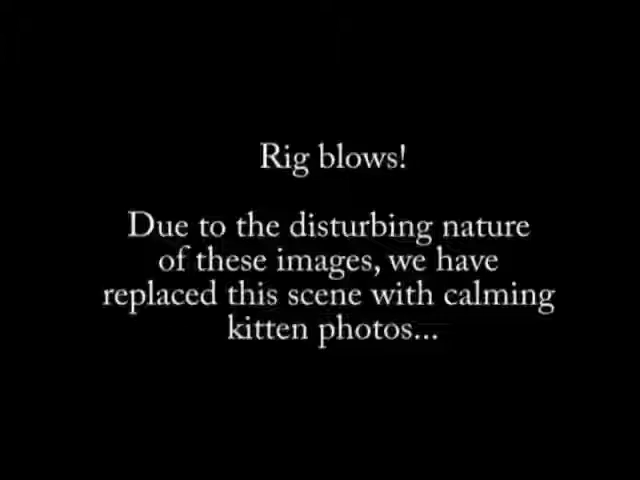 Rig blows!
Due to the disturbing nature
of these images, we have
replaced this scene with calming
kitten photos...